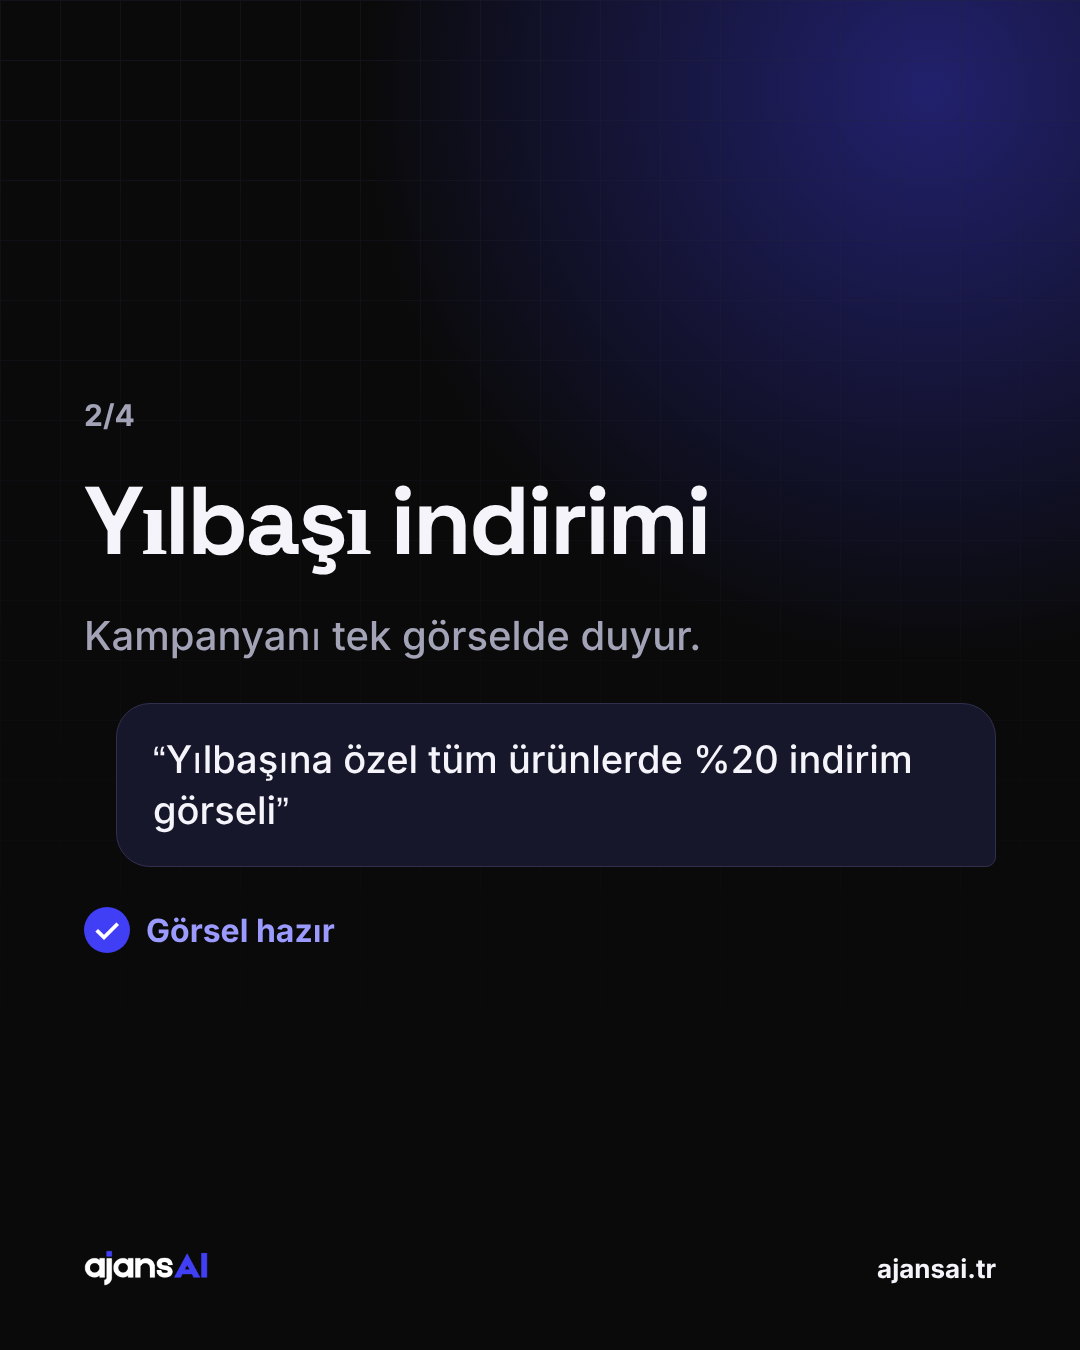 2/4
Yılbaşı indirimi
Kampanyanı tek görselde duyur.
“Yılbaşına özel tüm ürünlerde %20 indirim
görseli”
Görsel hazır
ajansAI
ajansai.tr